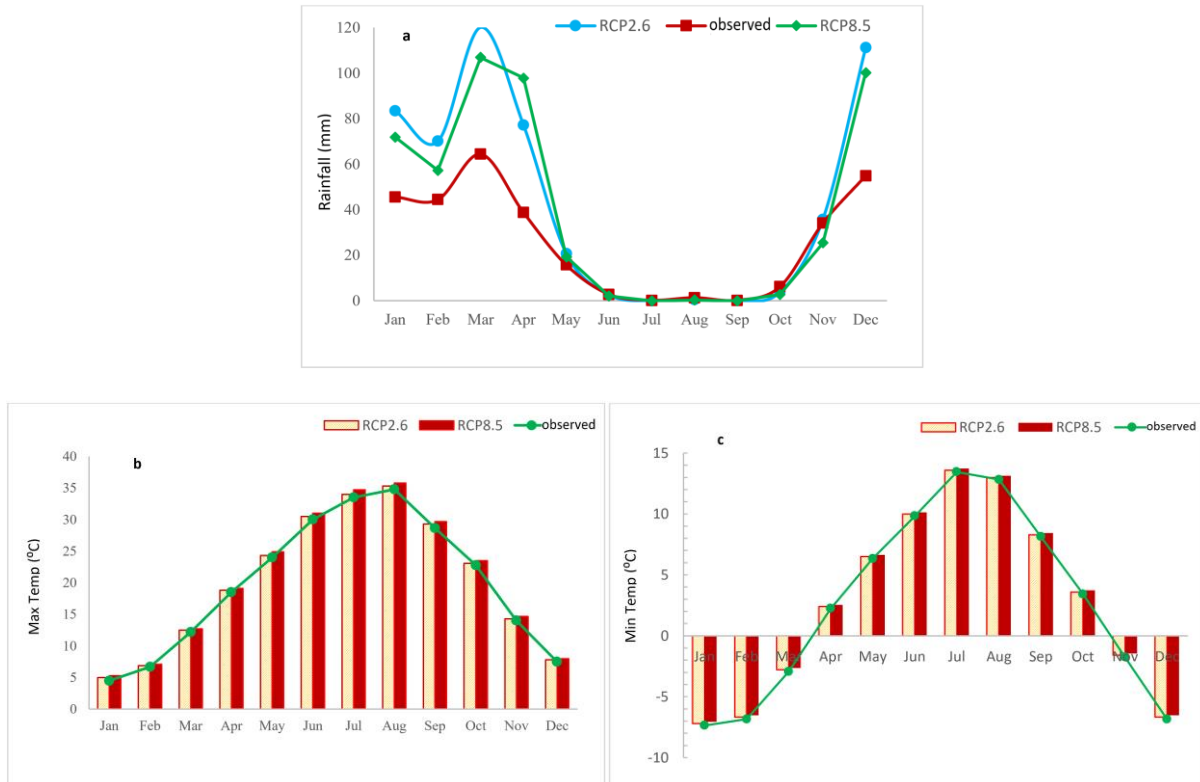 RCP2.6 observed RCP8.5
a
Rainfall (mm)
120
100
80
60
40
20
0
Jan Feb Mar Apr May Jun Jul Aug Sep Oct Nov Dec
RCP2.6 RCP8.5 observed
b
Max Temp (⁰C)
40
35
30
25
20
15
10
5
0
Jan Feb Mar Apr May Jun Jul Aug Sep Oct Nov Dec
RCP2.6 RCP8.5 observed
c
Min Temp (⁰C)
15
10
5
0
-5
-10
Jan Feb Mar Apr May Jun Jul Aug Sep Oct Nov Dec